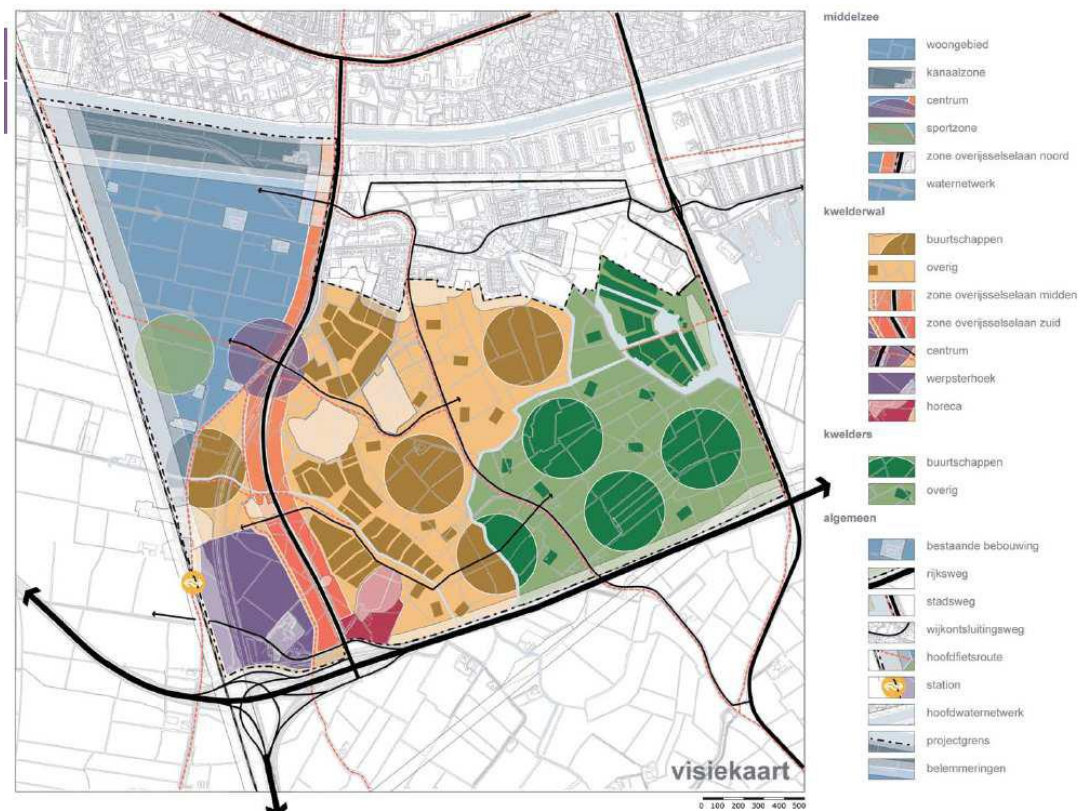 middelzee
woongebied
kanaalzone
centrum
sportzone
zone overijsselselaan noord
waternetwerk
kwelderwal
buurtschappen
overig
zone overijsselselaan midden
zone overijsselselaan zuid
centrum
werpsterhoek
horeca
kwelders
buurtschappen
overig
algemeen
bestaande bebouwing
rijksweg
stadsweg
wijkontsluitingsweg
hoofdfietsroute
station
hoofdwaternetwerk
projectgrens
belemmeringen
visiekaart
0 100 200 300 400 500